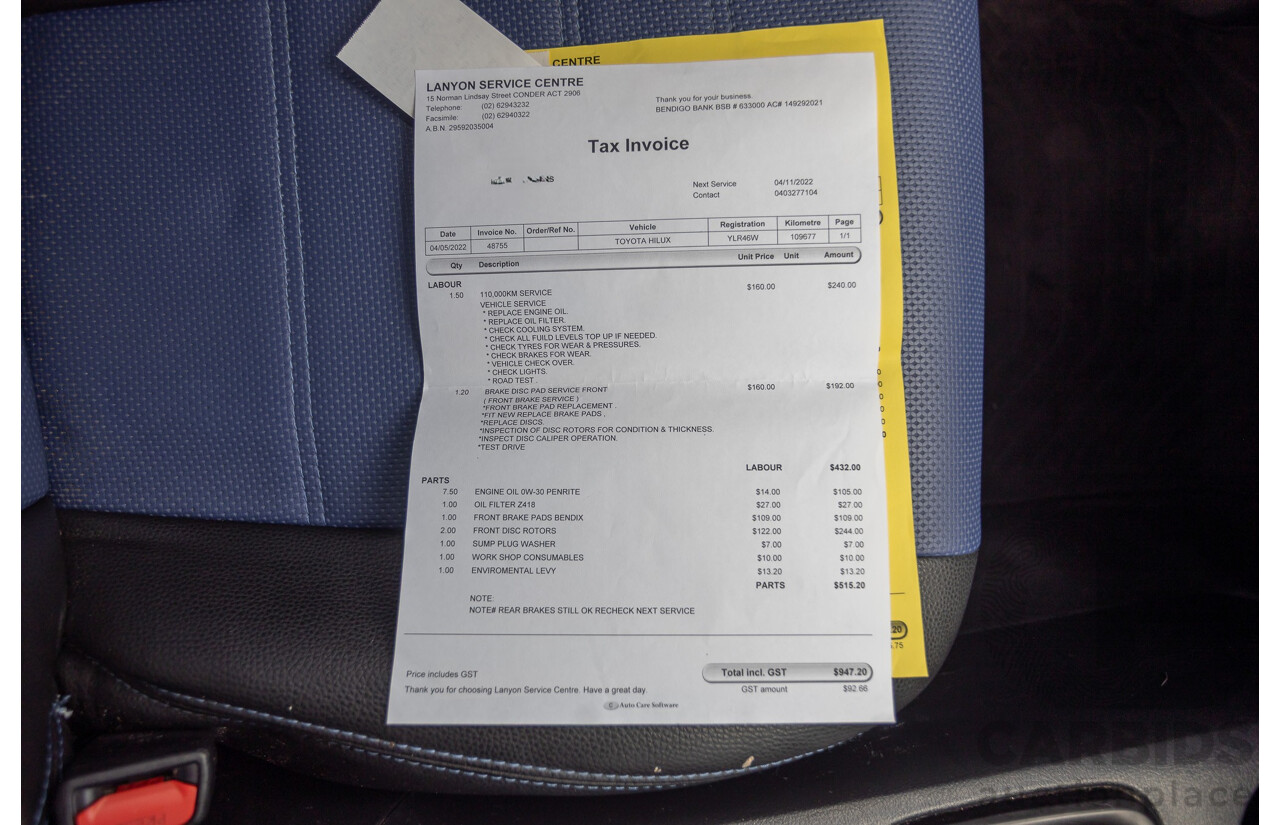 CENTRE
LANYON SERVICE CENTRE
15 Norman Lindsay Street CONDER ACT 2906
Telephone: (02) 62943232
Facsimile: (02) 62940322
A.B.N. 29592035004
Thank you for your business.
BENDIGO BANK BSB # 633000 AC# 149292021
Tax Invoice
Next Service 04/11/2022
Contact 0403277104
Date Invoice No. Order/Ref No. Vehicle Registration Kilometre Page
04/05/2022 48755 TOYOTA HILUX YLR46W 109677 1/1
Qty Description Unit Price Unit Amount
LABOUR
1.50 110,000KM SERVICE $160.00 $240.00
VEHICLE SERVICE
* REPLACE ENGINE OIL.
* REPLACE OIL FILTER.
* CHECK COOLING SYSTEM.
* CHECK ALL FUILD LEVELS TOP UP IF NEEDED.
* CHECK TYRES FOR WEAR & PRESSURES.
* CHECK BRAKES FOR WEAR.
* VEHICLE CHECK OVER.
* CHECK LIGHTS.
* ROAD TEST .
1.20 BRAKE DISC PAD SERVICE FRONT $160.00 $192.00
( FRONT BRAKE SERVICE )
*FRONT BRAKE PAD REPLACEMENT .
*FIT NEW REPLACE BRAKE PADS .
*REPLACE DISCS.
*INSPECTION OF DISC ROTORS FOR CONDITION & THICKNESS.
*INSPECT DISC CALIPER OPERATION.
*TEST DRIVE
LABOUR $432.00
PARTS
7.50 ENGINE OIL 0W-30 PENRITE $14.00 $105.00
1.00 OIL FILTER Z418 $27.00 $27.00
1.00 FRONT BRAKE PADS BENDIX $109.00 $109.00
2.00 FRONT DISC ROTORS $122.00 $244.00
1.00 SUMP PLUG WASHER $7.00 $7.00
1.00 WORK SHOP CONSUMABLES $10.00 $10.00
1.00 ENVIROMENTAL LEVY $13.20 $13.20
PARTS $515.20
NOTE:
NOTE# REAR BRAKES STILL OK RECHECK NEXT SERVICE
Price includes GST
Total incl. GST $947.20
Thank you for choosing Lanyon Service Centre. Have a great day.
GST amount $92.66
Auto Care Software
20
.75
CARBIDS